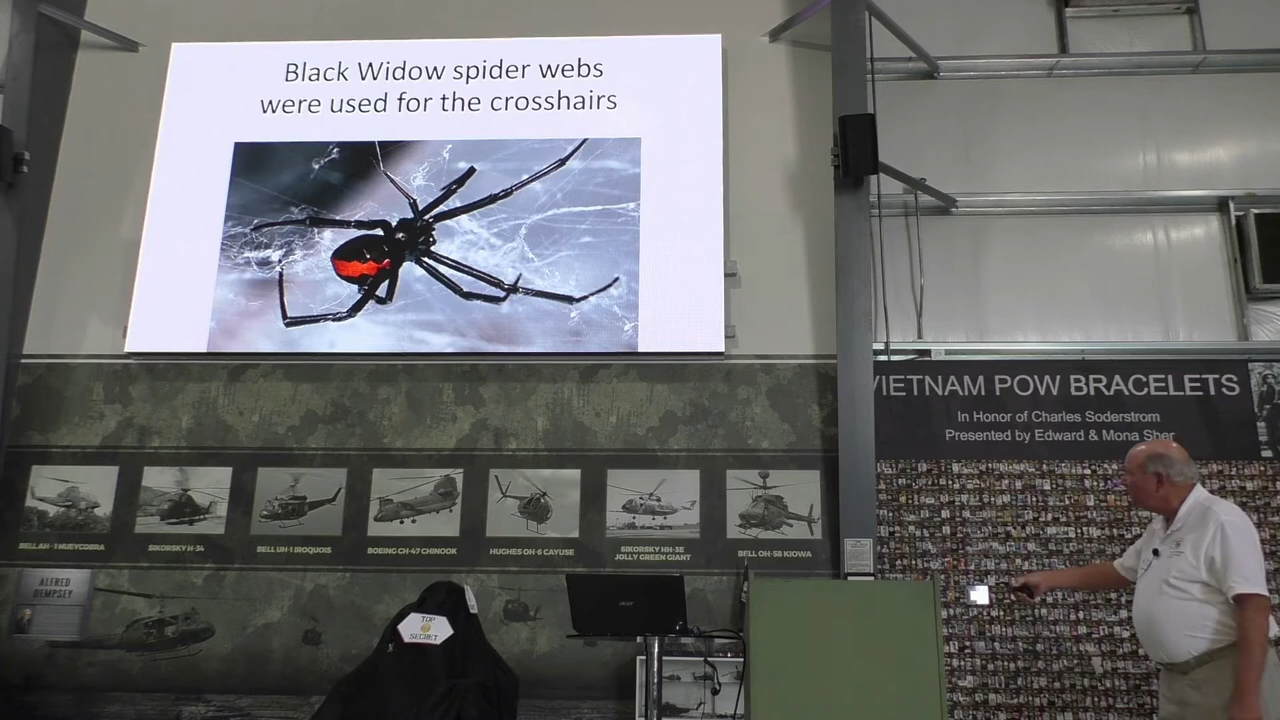 Black Widow spider webs
were used for the crosshairs
VIETNAM POW BRACELETS
In Honor of Charles Soderstrom
Presented by Edward & Mona Sher
BELL AH-1 HUEYCOBRA
SIKORSKY H-34
BELL UH-1 IROQUOIS
BOEING CH-47 CHINOOK
HUGHES OH-6 CAYUSE
SIKORSKY HH-3E
JOLLY GREEN GIANT
BELL OH-58 KIOWA
ALFRED
DEMPSEY
TOP
SECRET
acer